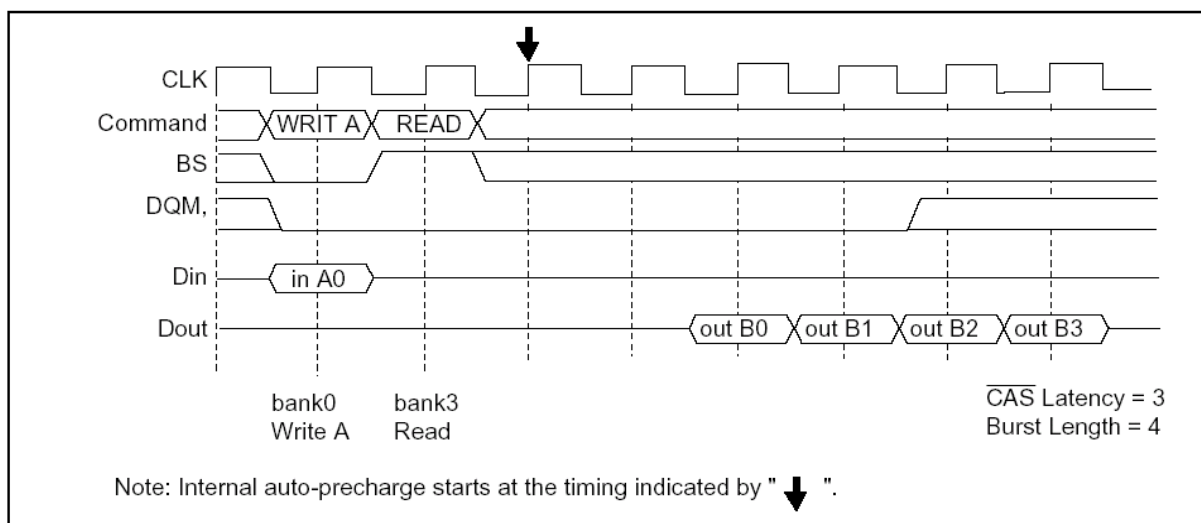 CLK
Command WRIT A READ
BS
DQM,
Din in A0
Dout out B0 out B1 out B2 out B3
bank0 bank3 CAS Latency = 3
Write A Read Burst Length = 4
Note: Internal auto-precharge starts at the timing indicated by " ".